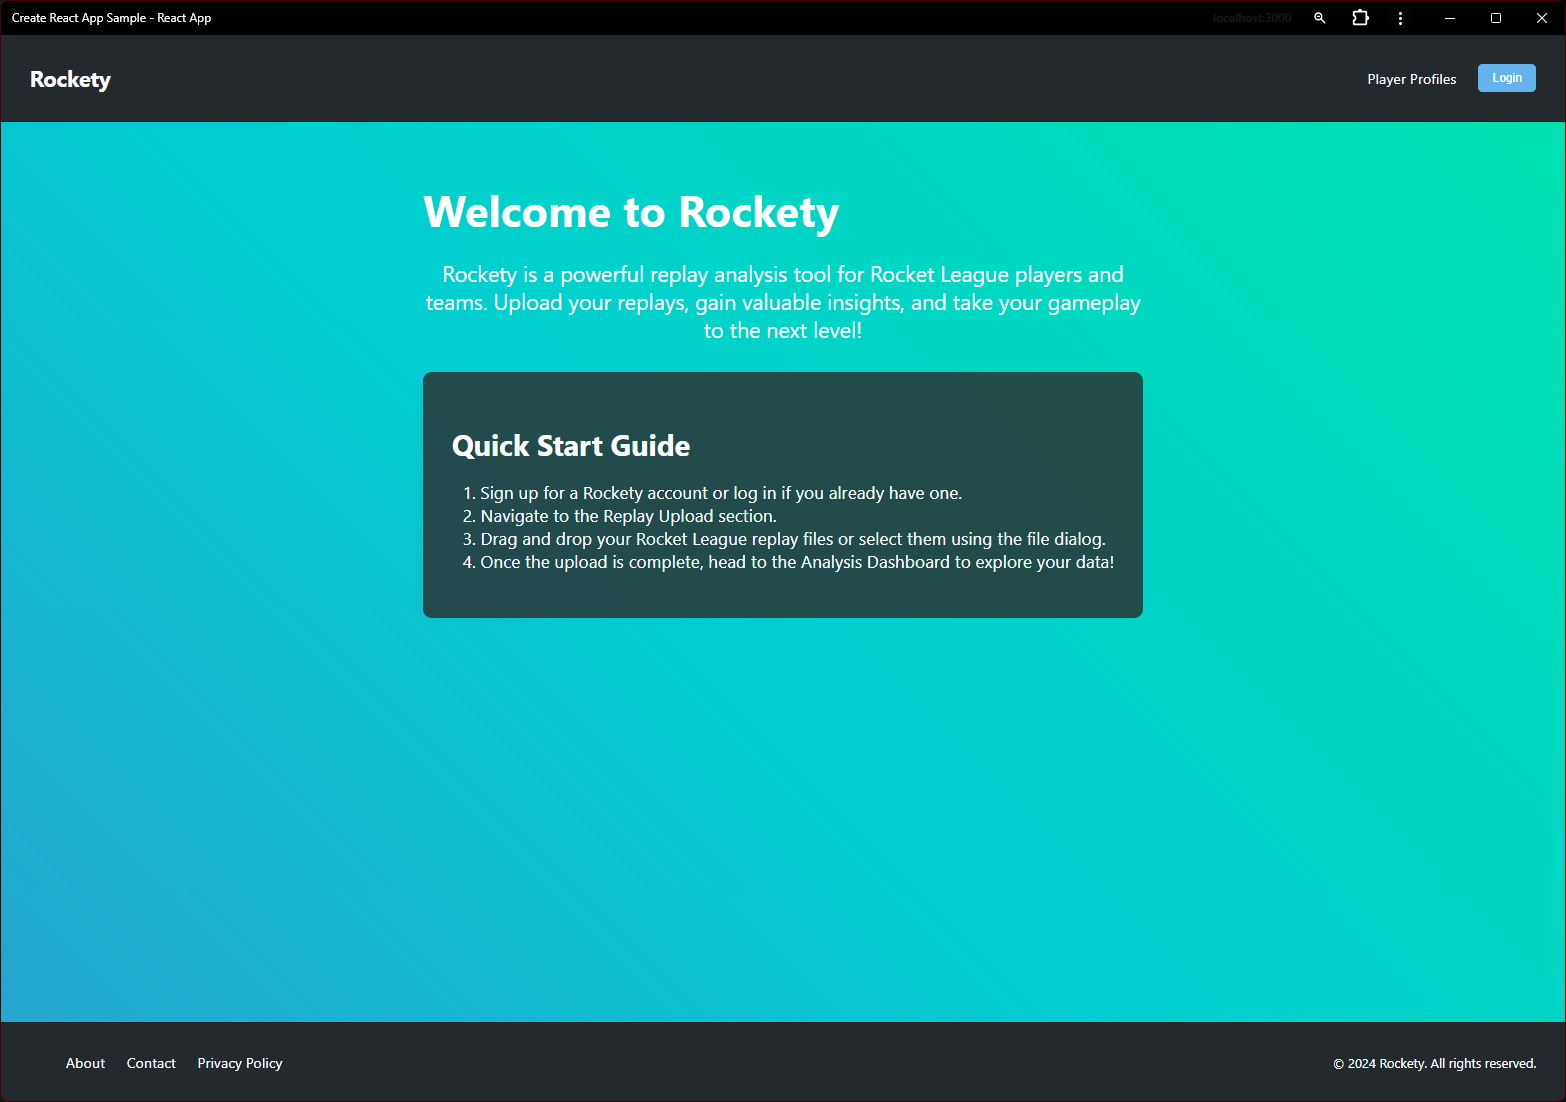 Create React App Sample - React App
localhost:3000
Rockety
Player Profiles
Login
Welcome to Rockety
Rockety is a powerful replay analysis tool for Rocket League players and
teams. Upload your replays, gain valuable insights, and take your gameplay
to the next level!
Quick Start Guide
1. Sign up for a Rockety account or log in if you already have one.
2. Navigate to the Replay Upload section.
3. Drag and drop your Rocket League replay files or select them using the file dialog.
4. Once the upload is complete, head to the Analysis Dashboard to explore your data!
About
Contact
Privacy Policy
© 2024 Rockety. All rights reserved.